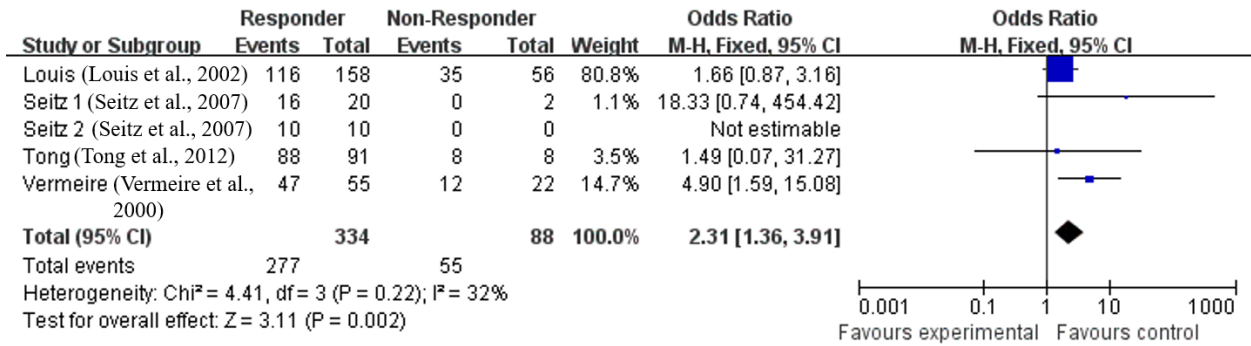 Responder Non-Responder Odds Ratio Odds Ratio
Study or Subgroup Events Total Events Total Weight M-H, Fixed, 95% CI M-H, Fixed, 95% CI
Louis (Louis et al., 2002) 116 158 35 56 80.8% 1.66 [0.87, 3.16]
Seitz 1 (Seitz et al., 2007) 16 20 0 2 1.1% 18.33 [0.74, 454.42]
Seitz 2 (Seitz et al., 2007) 10 10 0 0 Not estimable
Tong (Tong et al., 2012) 88 91 8 8 3.5% 1.49 [0.07, 31.27]
Vermeire (Vermeire et al., 47 55 12 22 14.7% 4.90 [1.59, 15.08]
2000)
Total (95% CI) 334 88 100.0% 2.31 [1.36, 3.91]
Total events 277 55
Heterogeneity: Chi² = 4.41, df = 3 (P = 0.22); I² = 32%
Test for overall effect: Z = 3.11 (P = 0.002)
0.001 0.1 1 10 1000
Favours experimental Favours control